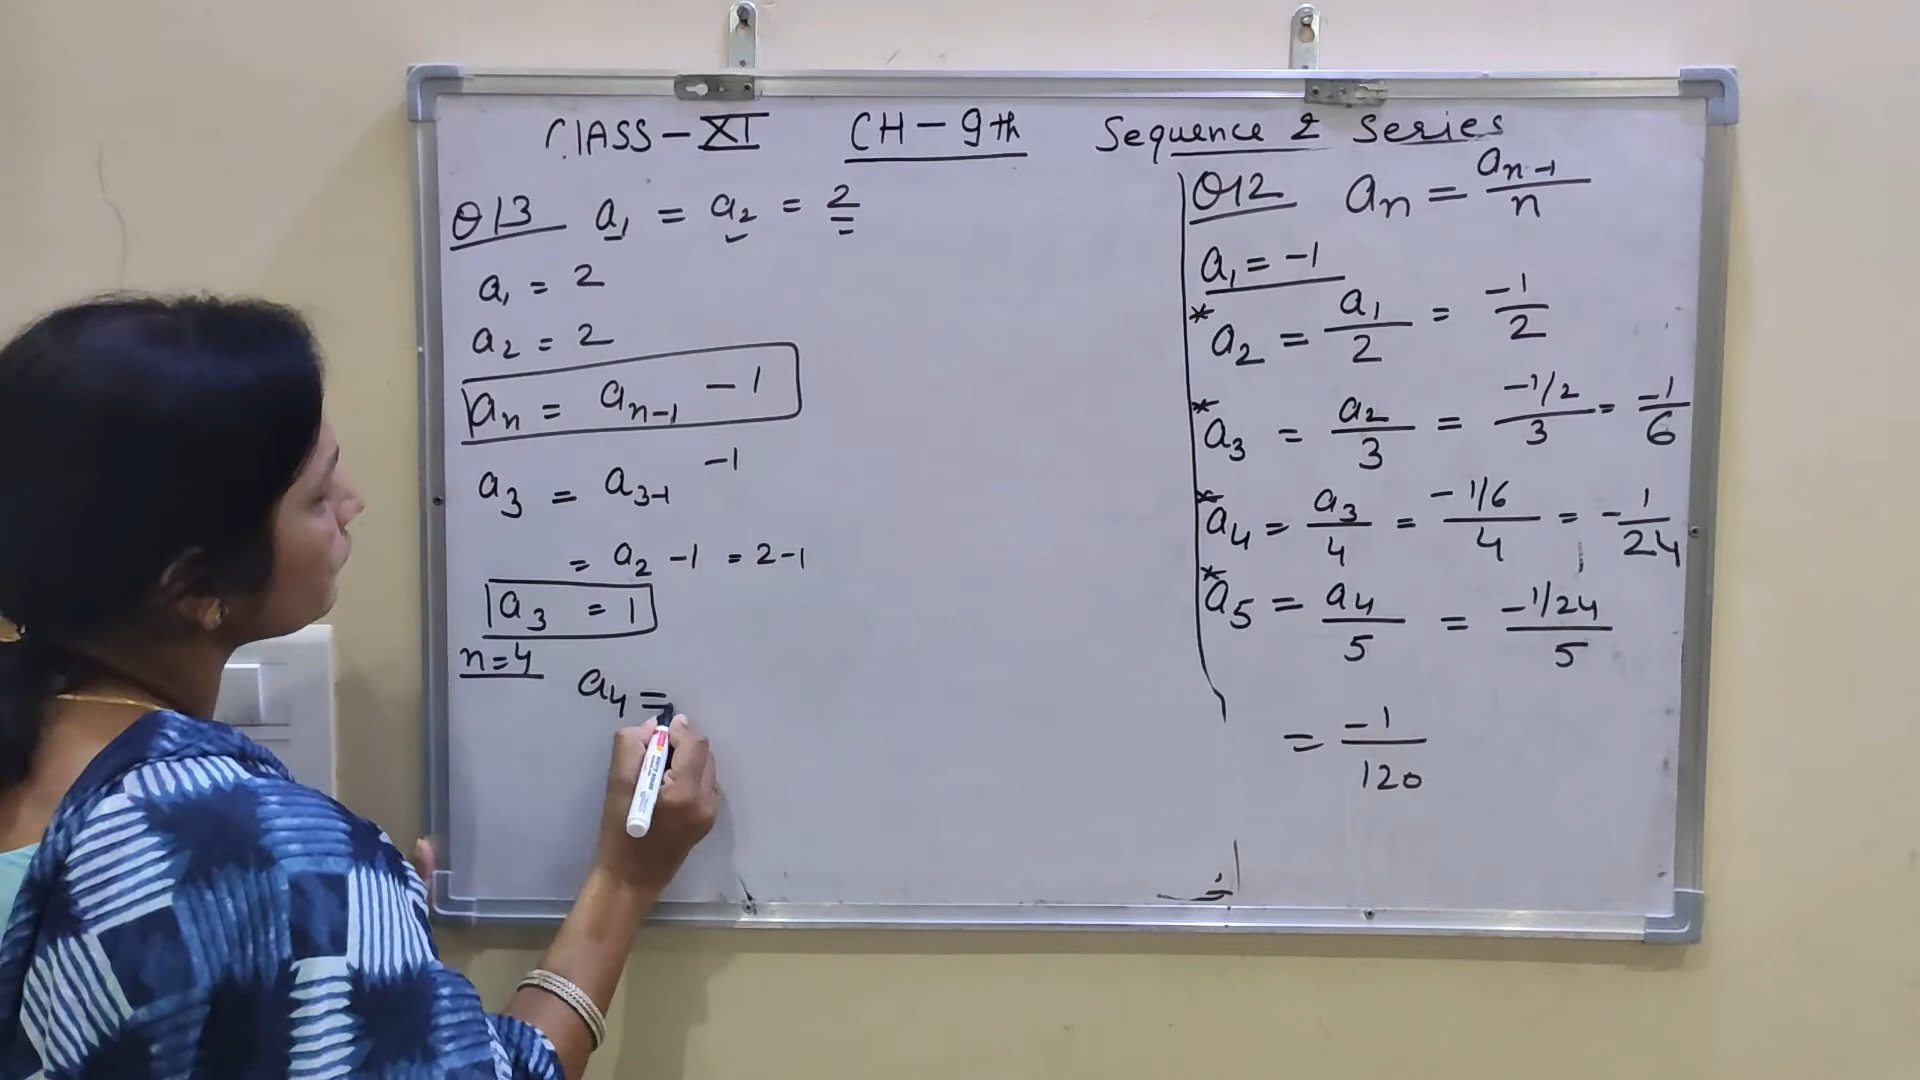 CLASS-XI CH-9th Sequence & Series
Q13 a₁ = a₂ = 2
a₁ = 2
a₂ = 2
aₙ = aₙ₋₁ -1
a₃ = a₃₋₁ -1
= a₂ -1 = 2-1
a₃ = 1
n=4
a₄ =
Q12 aₙ = aₙ₋₁/n
a₁ = -1
* a₂ = a₁/2 = -1/2
* a₃ = a₂/3 = (-1/2)/3 = -1/6
* a₄ = a₃/4 = (-1/6)/4 = -1/24
* a₅ = a₄/5 = (-1/24)/5
= -1/120